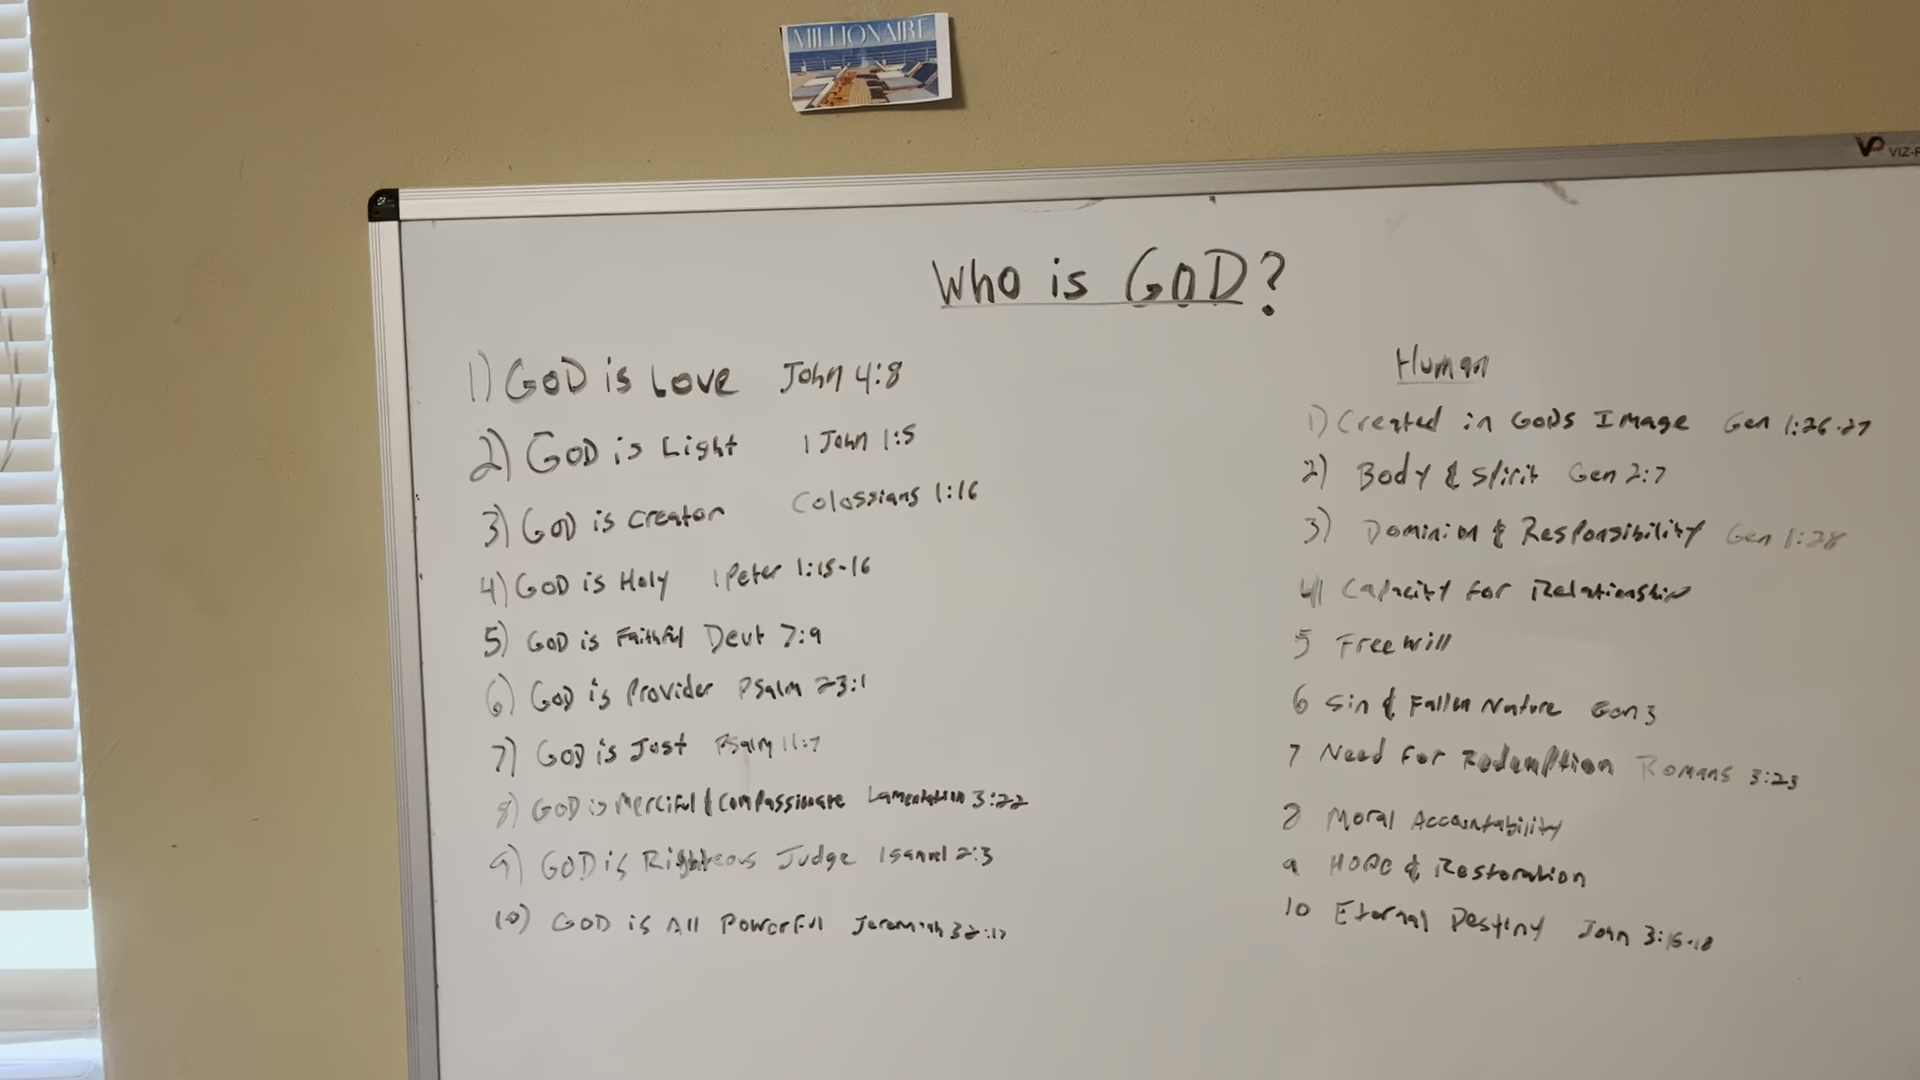 MILLIONAIRE
VP VIZ-P
Who is GOD?
1) GOD is Love John 4:8
2) GOD is Light 1 John 1:5
3) GOD is creator Colossians 1:16
4) GOD is Holy 1 Peter 1:15-16
5) GOD is Faithful Deut 7:9
6) GOD is Provider Psalm 23:1
7) GOD is Just Psalm 11:7
8) GOD is Merciful & Compassionate Lamentation 3:22
9) GOD is Righteous Judge 1 Samuel 2:3
10) GOD is All Powerful Jeremiah 32:17
Human
1) Created in GODS Image Gen 1:26-27
2) Body & Spirit Gen 2:7
3) Dominion & Responsibility Gen 1:28
4) Capacity for Relationship
5 Free will
6 Sin & Fallen Nature Gen 3
7 Need for Redemption Romans 3:23
8 Moral Accountability
9 HOPE & Restoration
10 Eternal Destiny John 3:16-18